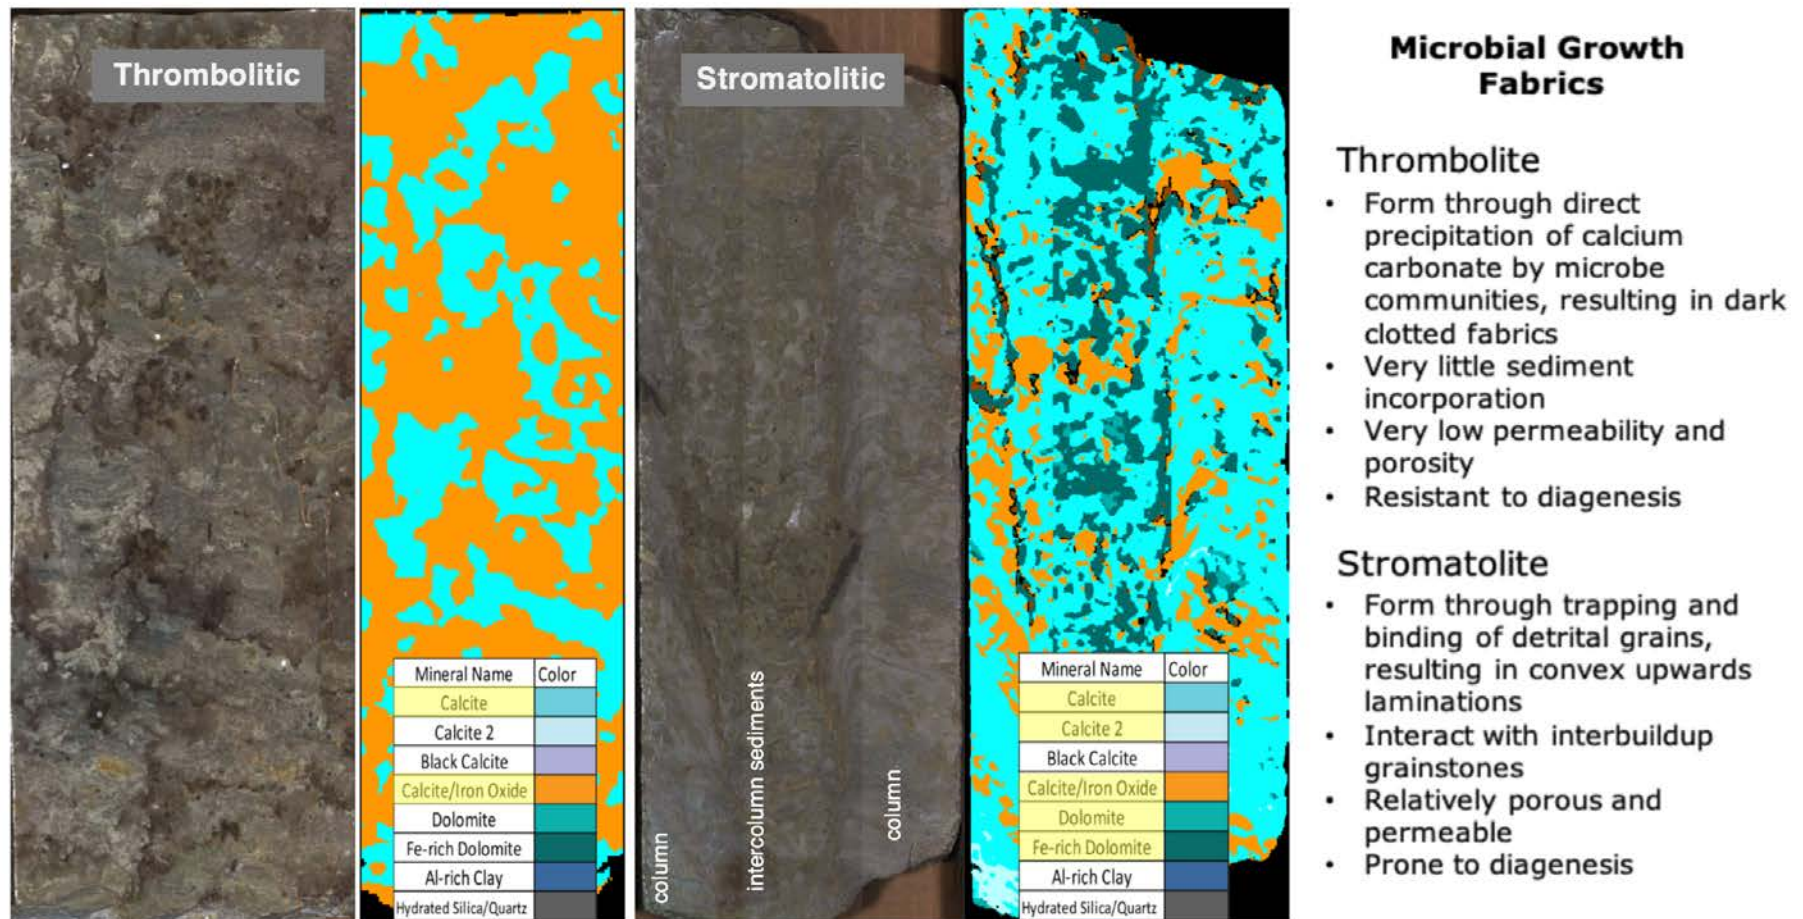 Thrombolitic
Stromatolitic
Mineral Name Color
Calcite
Calcite 2
Black Calcite
Calcite/Iron Oxide
Dolomite
Fe-rich Dolomite
Al-rich Clay
Hydrated Silica/Quartz
column
intercolumn sediments
column
Mineral Name Color
Calcite
Calcite 2
Black Calcite
Calcite/Iron Oxide
Dolomite
Fe-rich Dolomite
Al-rich Clay
Hydrated Silica/Quartz
Microbial Growth
Fabrics
Thrombolite
• Form through direct
precipitation of calcium
carbonate by microbe
communities, resulting in dark
clotted fabrics
• Very little sediment
incorporation
• Very low permeability and
porosity
• Resistant to diagenesis
Stromatolite
• Form through trapping and
binding of detrital grains,
resulting in convex upwards
laminations
• Interact with interbuildup
grainstones
• Relatively porous and
permeable
• Prone to diagenesis